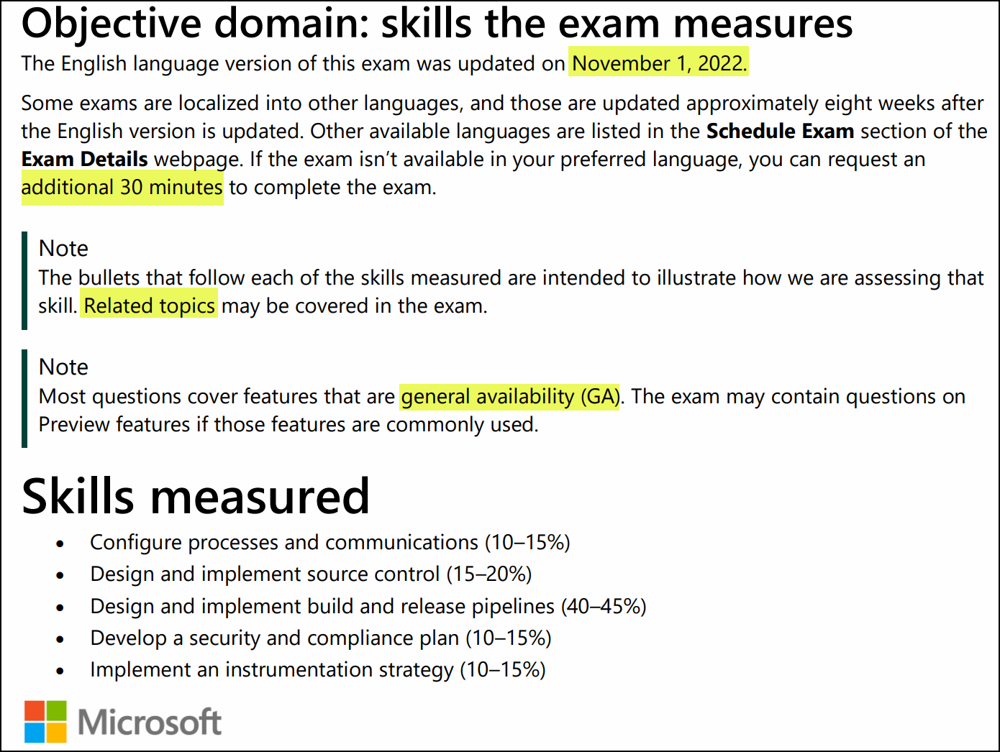 Objective domain: skills the exam measures
The English language version of this exam was updated on November 1, 2022.
Some exams are localized into other languages, and those are updated approximately eight weeks after
the English version is updated. Other available languages are listed in the Schedule Exam section of the
Exam Details webpage. If the exam isn’t available in your preferred language, you can request an
additional 30 minutes to complete the exam.
Note
The bullets that follow each of the skills measured are intended to illustrate how we are assessing that
skill. Related topics may be covered in the exam.
Note
Most questions cover features that are general availability (GA). The exam may contain questions on
Preview features if those features are commonly used.
Skills measured
• Configure processes and communications (10–15%)
• Design and implement source control (15–20%)
• Design and implement build and release pipelines (40–45%)
• Develop a security and compliance plan (10–15%)
• Implement an instrumentation strategy (10–15%)
Microsoft